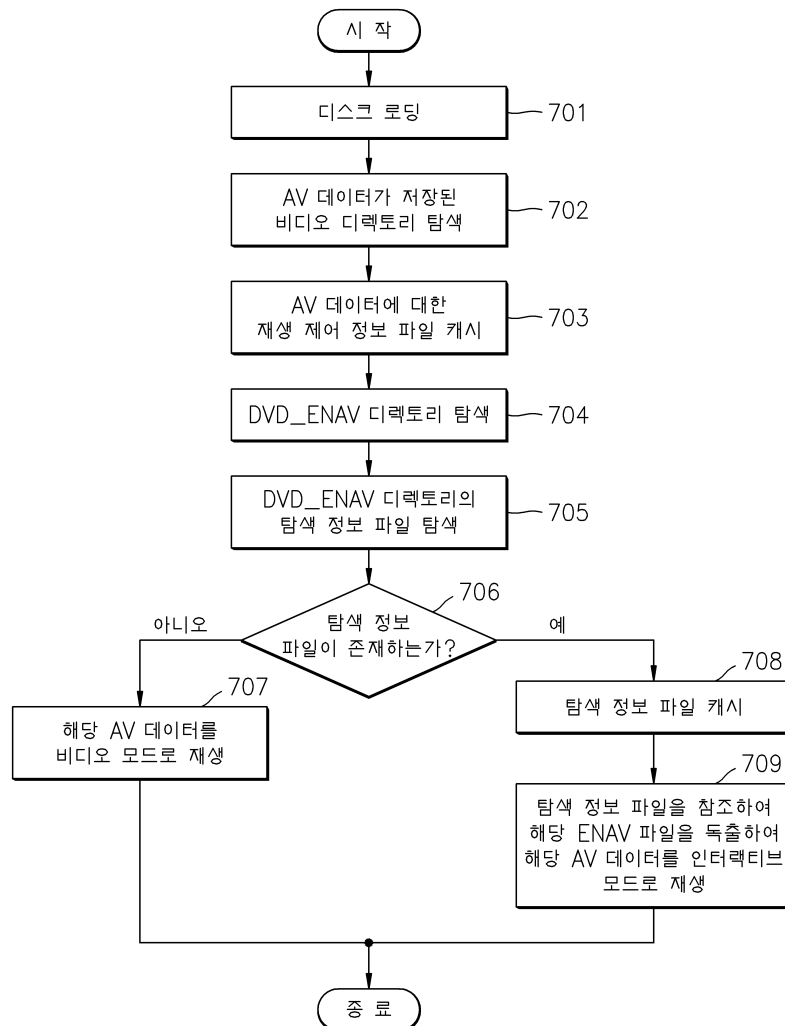 시 작
디스크 로딩
701
AV 데이터가 저장된
비디오 디렉토리 탐색
702
AV 데이터에 대한
재생 제어 정보 파일 캐시
703
DVD_ENAV 디렉토리 탐색
704
DVD_ENAV 디렉토리의
탐색 정보 파일 탐색
705
706
탐색 정보
파일이 존재하는가?
아니오
예
707
해당 AV 데이터를
비디오 모드로 재생
708
탐색 정보 파일 캐시
709
탐색 정보 파일을 참조하여
해당 ENAV 파일을 독출하여
해당 AV 데이터를 인터랙티브
모드로 재생
종 료